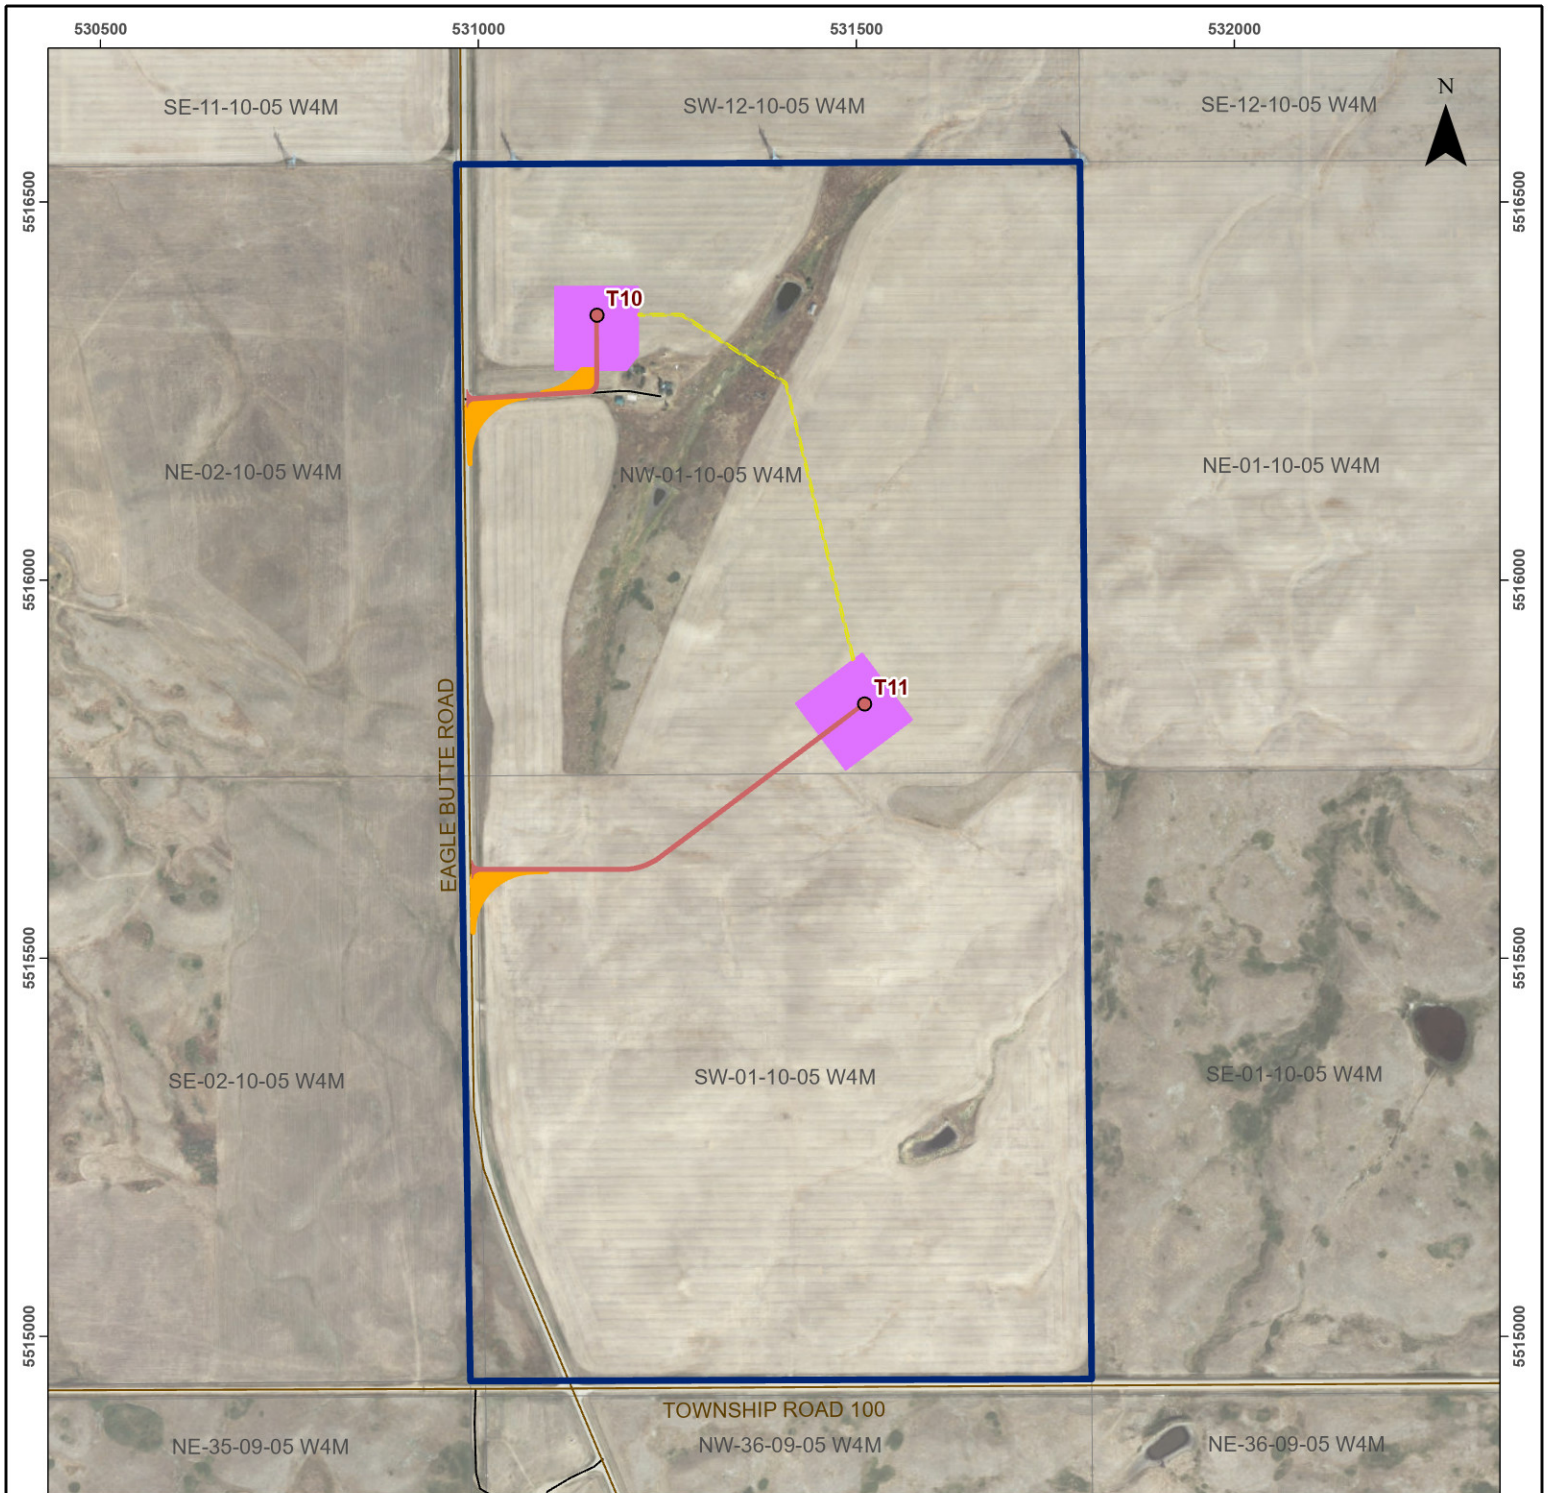 530500
531000
531500
532000
N
SE-11-10-05 W4M
SW-12-10-05 W4M
SE-12-10-05 W4M
5516500
5516500
T10
NE-02-10-05 W4M
NW-01-10-05 W4M
NE-01-10-05 W4M
5516000
5516000
T11
EAGLE BUTTE ROAD
5515500
5515500
SE-02-10-05 W4M
SW-01-10-05 W4M
SE-01-10-05 W4M
5515000
5515000
TOWNSHIP ROAD 100
NE-35-09-05 W4M
NW-36-09-05 W4M
NE-36-09-05 W4M